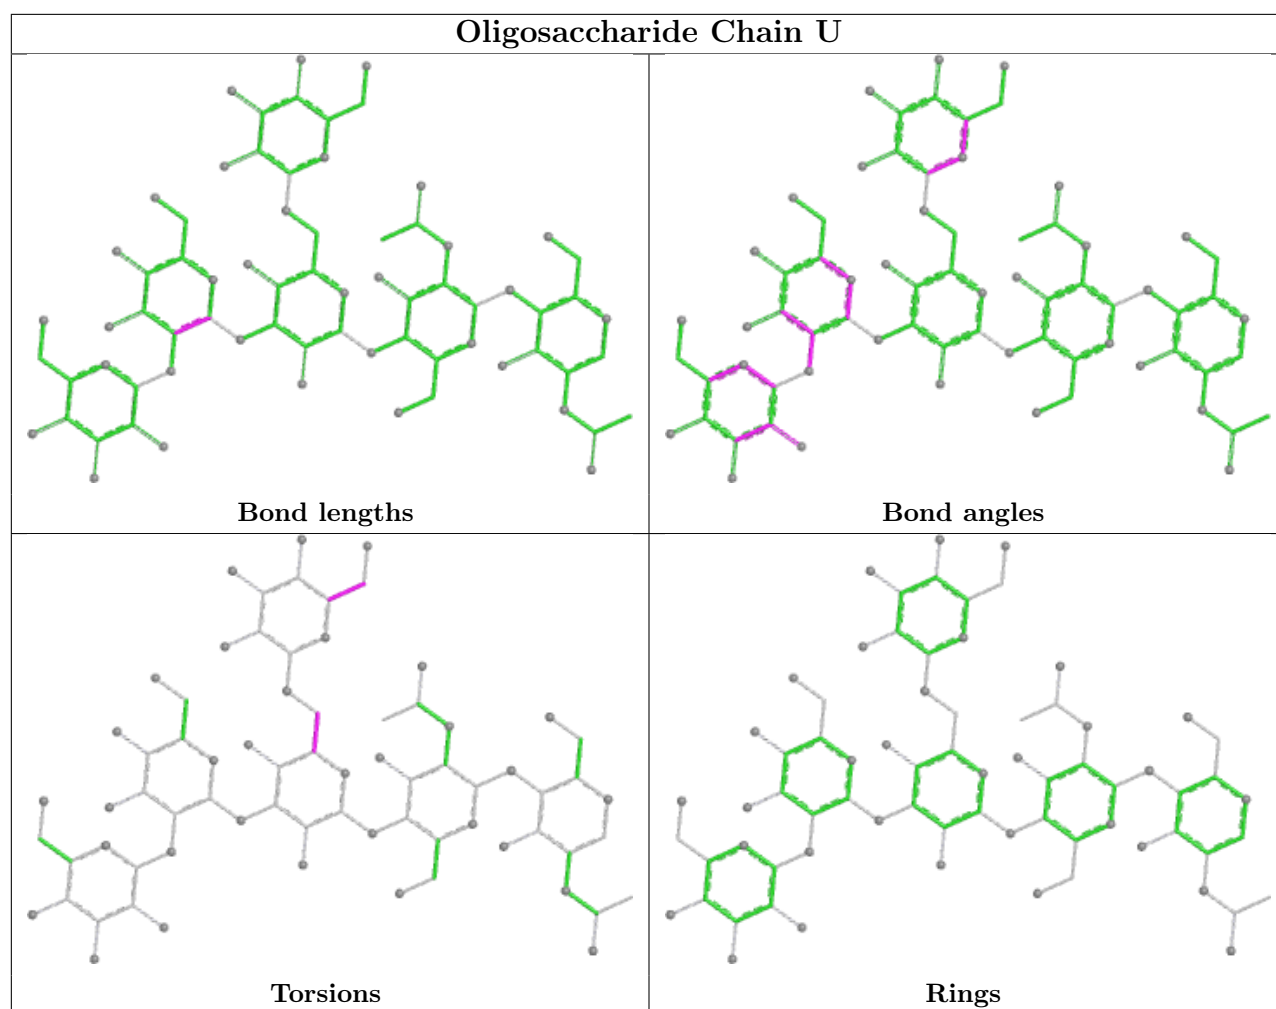 Oligosaccharide Chain U
Bond lengths
Bond angles
Torsions
Rings